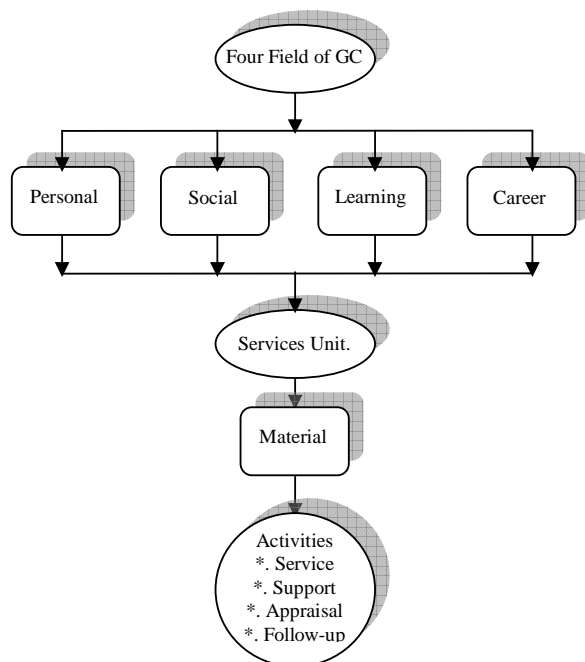 Four Field of GC
Personal
Social
Learning
Career
Services Unit.
Material
Activities
*. Service
*. Support
*. Appraisal
*. Follow-up